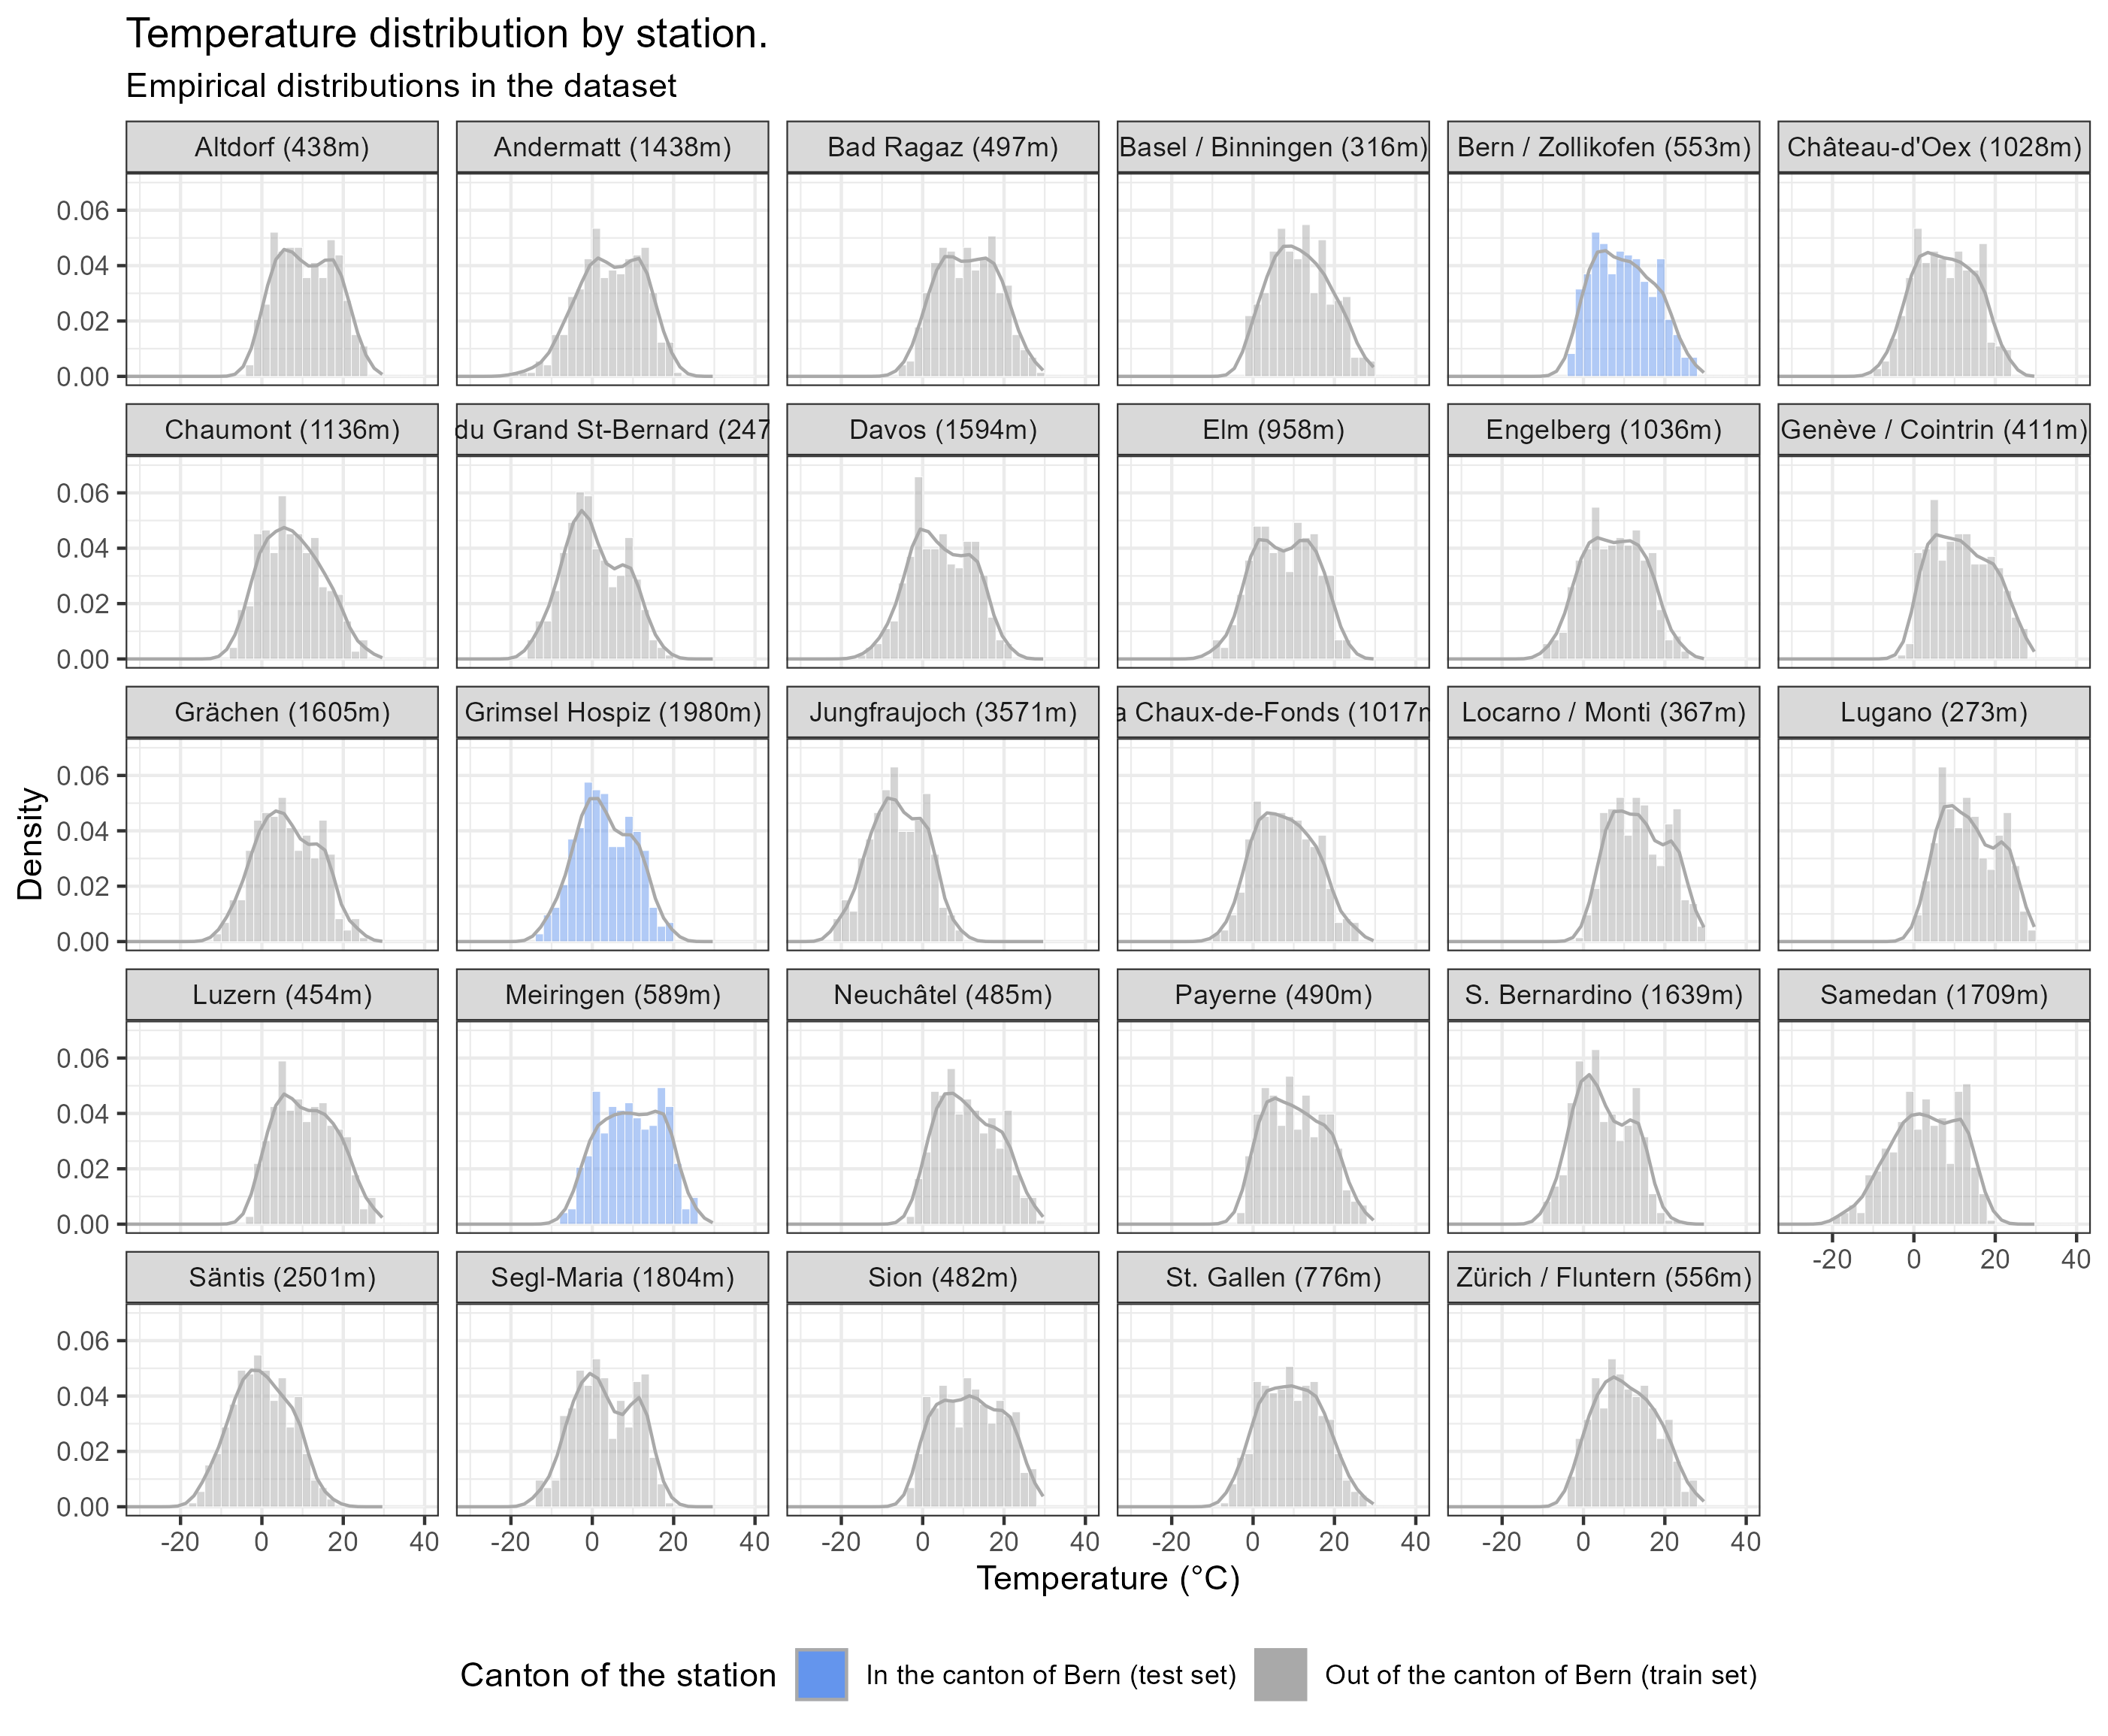 Temperature distribution by station.
Empirical distributions in the dataset
Altdorf (438m) Andermatt (1438m) Bad Ragaz (497m) Basel / Binningen (316m) Bern / Zollikofen (553m) Château-d'Oex (1028m)
0.06
0.04
0.02
0.00
Chaumont (1136m) du Grand St-Bernard (247 Davos (1594m) Elm (958m) Engelberg (1036m) Genève / Cointrin (411m)
0.06
0.04
0.02
0.00
Grächen (1605m) Grimsel Hospiz (1980m) Jungfraujoch (3571m) a Chaux-de-Fonds (1017m Locarno / Monti (367m) Lugano (273m)
0.06
0.04
0.02
0.00
Density
Luzern (454m) Meiringen (589m) Neuchâtel (485m) Payerne (490m) S. Bernardino (1639m) Samedan (1709m)
0.06
0.04
0.02
0.00
-20 0 20 40
Säntis (2501m) Segl-Maria (1804m) Sion (482m) St. Gallen (776m) Zürich / Fluntern (556m)
0.06
0.04
0.02
0.00
-20 0 20 40 -20 0 20 40 -20 0 20 40 -20 0 20 40 -20 0 20 40
Temperature (°C)
Canton of the station In the canton of Bern (test set) Out of the canton of Bern (train set)